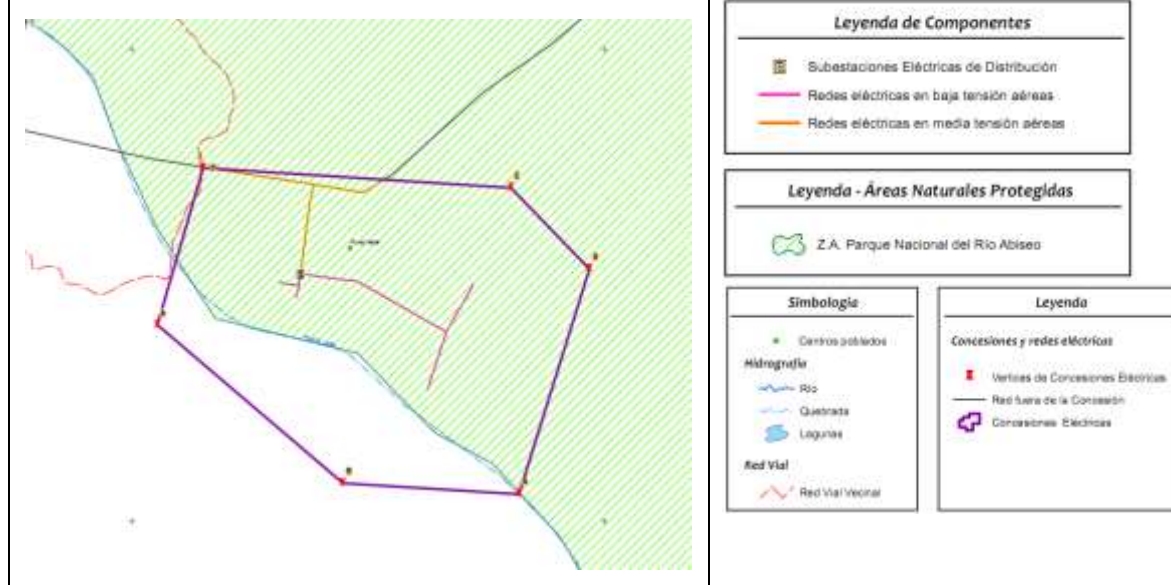 Leyenda de Componentes
Subestaciones Eléctricas de Distribución
Redes eléctricas en baja tensión aéreas
Redes eléctricas en media tensión aéreas
Leyenda - Áreas Naturales Protegidas
Z.A. Parque Nacional del Río Abiseo
Simbología
Centros poblados
Hidrografía
Río
Quebrada
Lagunas
Red Vial
Red Vial Vecinal
Leyenda
Concesiones y redes eléctricas
Vertices de Concesiones Eléctricas
Red fuera de la Concesión
Concesiones Eléctricas